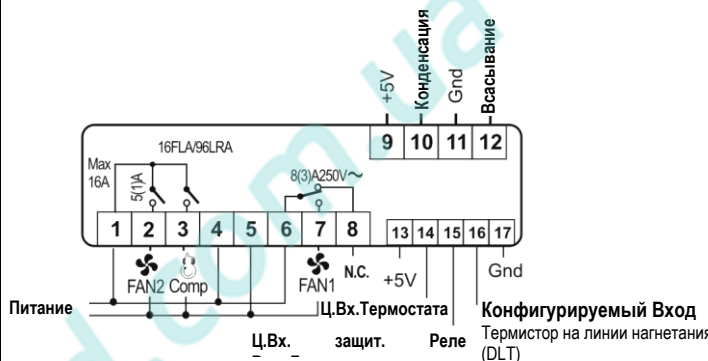 +5V
Конденсация
Gnd
Всасывание
9 10 11 12
16FLA/96LRA
Max
16A
5(1)A
8(3)A250V~
1 2 3 4 5 6 7 8
13 14 15 16 17
FAN2 Comp
FAN1
N.C.
+5V
Gnd
Питание
Ц.Вх.Термостата
Конфигурируемый Вход
Ц.Вх. защит. Реле
Термистор на линии нагнетания
(DLT)